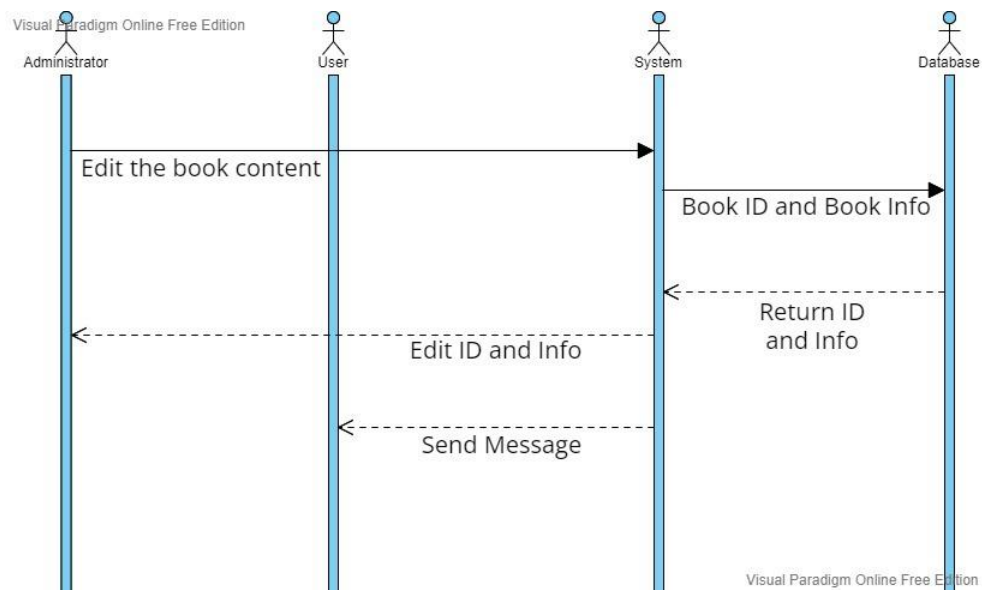 Visual Paradigm Online Free Edition
Administrator
User
System
Database
Edit the book content
Book ID and Book Info
Return ID
and Info
Edit ID and Info
Send Message
Visual Paradigm Online Free Edition